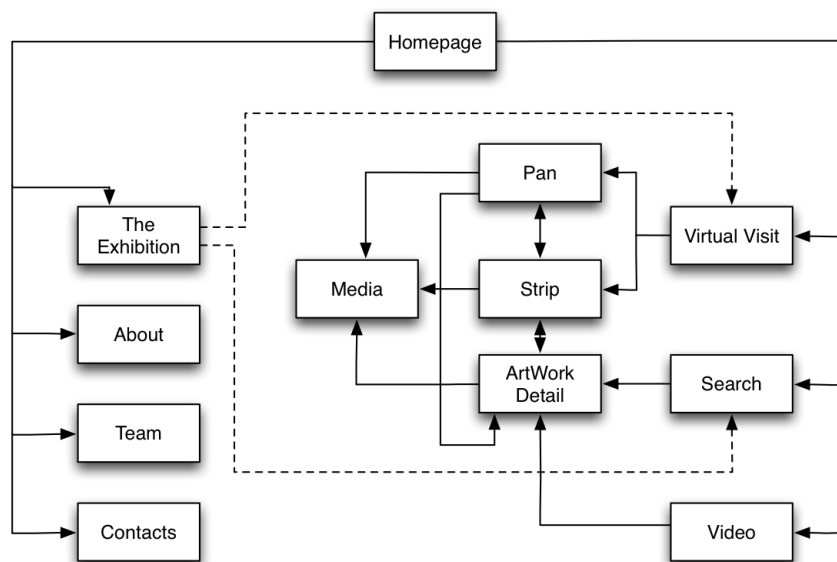 Homepage
Pan
The
Exhibition
Virtual Visit
Media
Strip
About
ArtWork
Detail
Search
Team
Contacts
Video